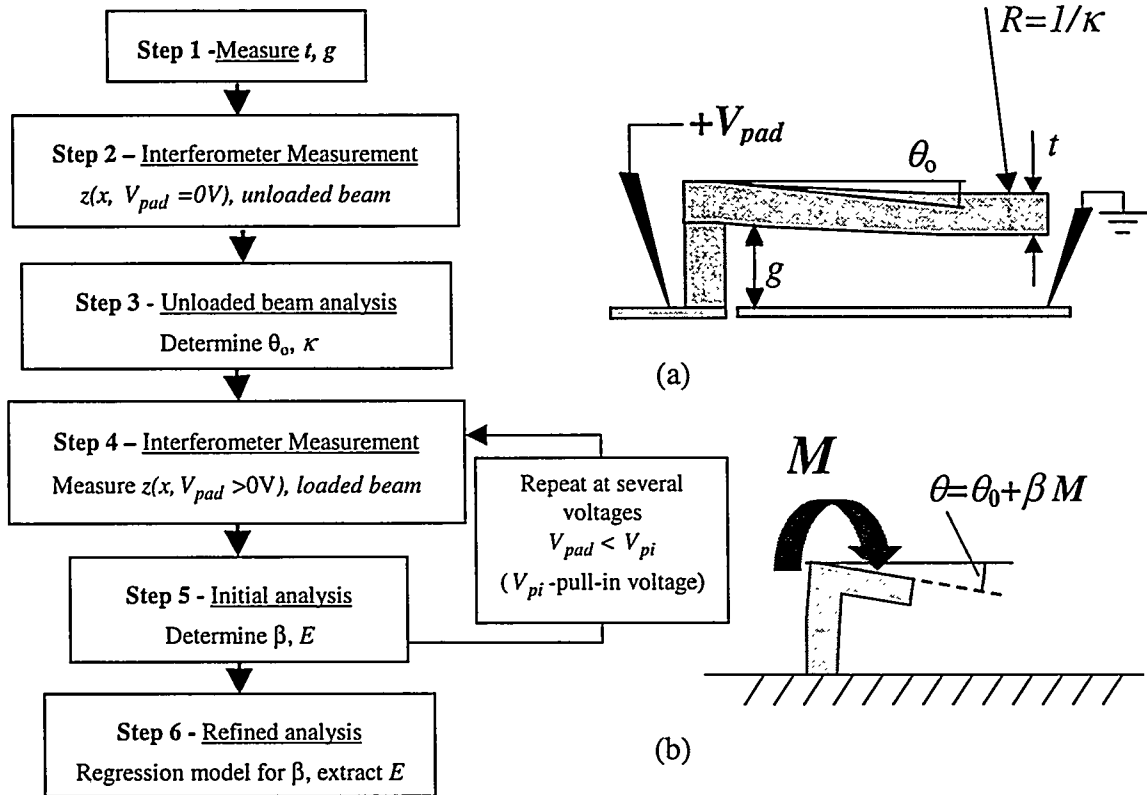 Step 1 -Measure t, g
Step 2 – Interferometer Measurement
z(x, V_pad =0V), unloaded beam
Step 3 - Unloaded beam analysis
Determine θ_o, κ
Step 4 – Interferometer Measurement
Measure z(x, V_pad >0V), loaded beam
Step 5 - Initial analysis
Determine β, E
Step 6 - Refined analysis
Regression model for β, extract E
Repeat at several
voltages
V_pad < V_pi
( V_pi -pull-in voltage)
R=1/κ
+V_pad
θ_o
t
g
(a)
M
θ=θ_0+βM
(b)